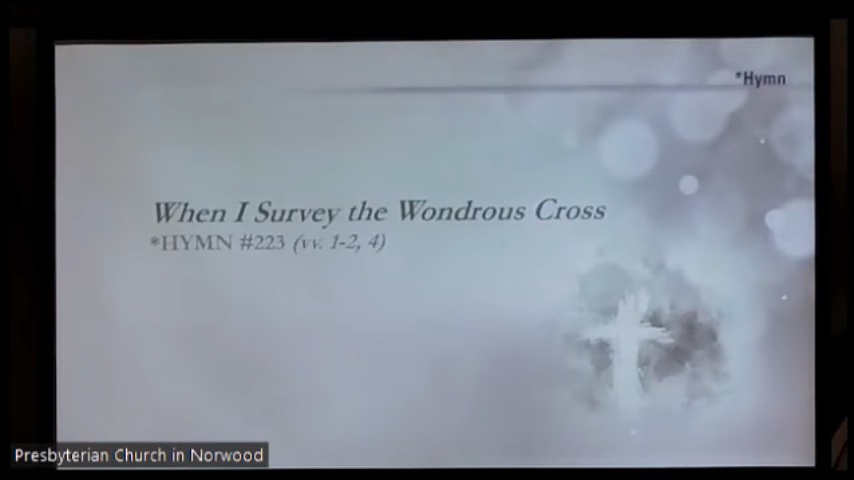 *Hymn
When I Survey the Wondrous Cross
*HYMN #223 (vv. 1-2, 4)
Presbyterian Church in Norwood